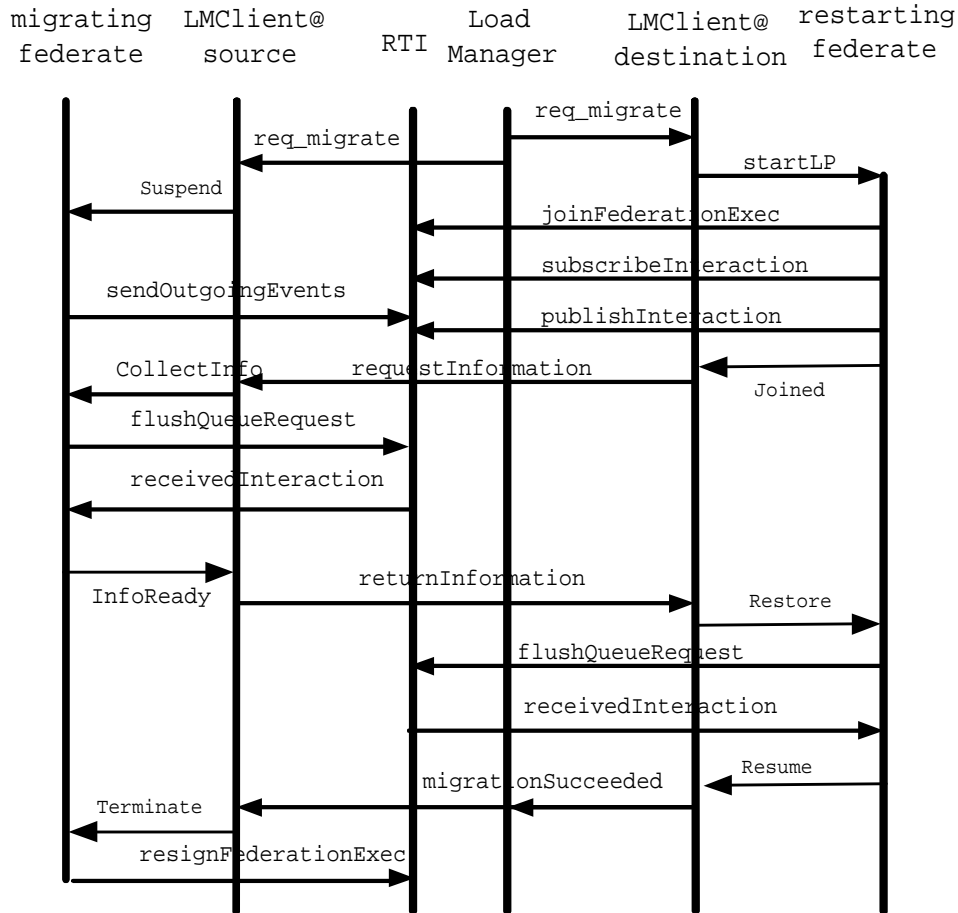 migrating
federate
LMClient@
source
RTI
Load
Manager
LMClient@
destination
restarting
federate
req_migrate
req_migrate
startLP
Suspend
joinFederationExec
subscribeInteraction
sendOutgoingEvents
publishInteraction
CollectInfo
requestInformation
Joined
flushQueueRequest
receivedInteraction
returnInformation
InfoReady
Restore
flushQueueRequest
receivedInteraction
Resume
migrationSucceeded
Terminate
resignFederationExec